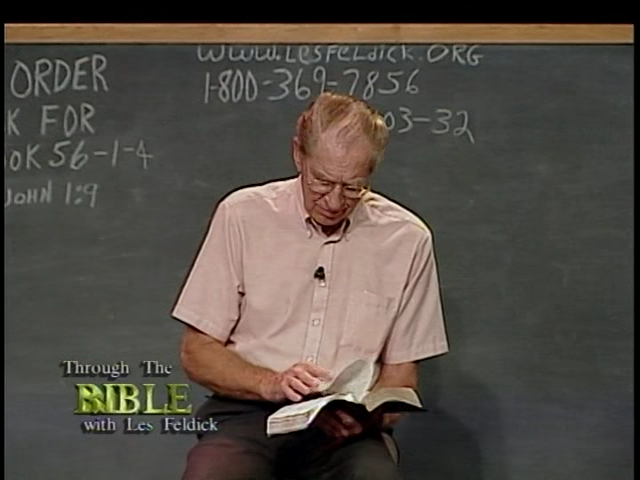 WWW.LESFELDICK.ORG
ORDER
1-800-369-7856
K FOR
03-32
OK 56-1-4
JOHN 1:9
Through The
BIBLE
with Les Feldick